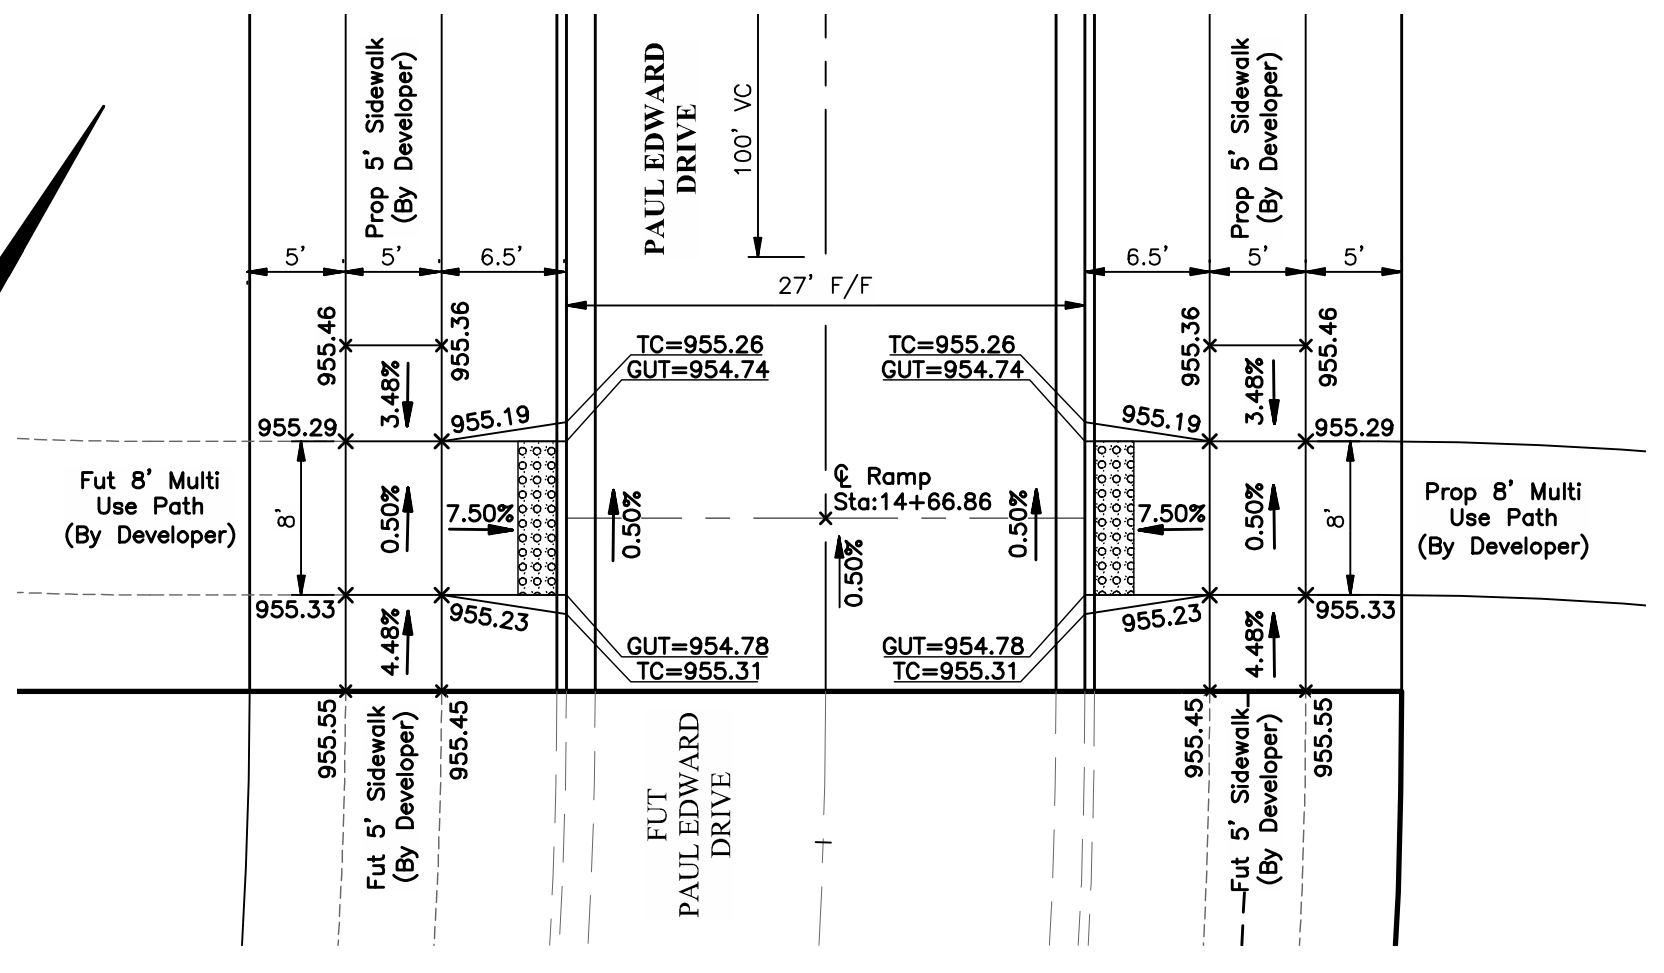 Prop 5' Sidewalk
(By Developer)
PAUL EDWARD
DRIVE
100' VC
Prop 5' Sidewalk
(By Developer)
5'
5'
6.5'
27' F/F
6.5'
5'
5'
955.46
955.36
TC=955.26
GUT=954.74
TC=955.26
GUT=954.74
955.36
955.46
3.48%
3.48%
955.29
955.19
955.19
955.29
Fut 8' Multi
Use Path
(By Developer)
8'
0.50%
7.50%
0.50%
℄ Ramp
Sta:14+66.86
0.50%
0.50%
7.50%
0.50%
8'
Prop 8' Multi
Use Path
(By Developer)
955.33
955.23
955.23
955.33
4.48%
GUT=954.78
TC=955.31
GUT=954.78
TC=955.31
4.48%
955.55
955.45
955.45
955.55
Fut 5' Sidewalk
(By Developer)
FUT
PAUL EDWARD
DRIVE
Fut 5' Sidewalk
(By Developer)